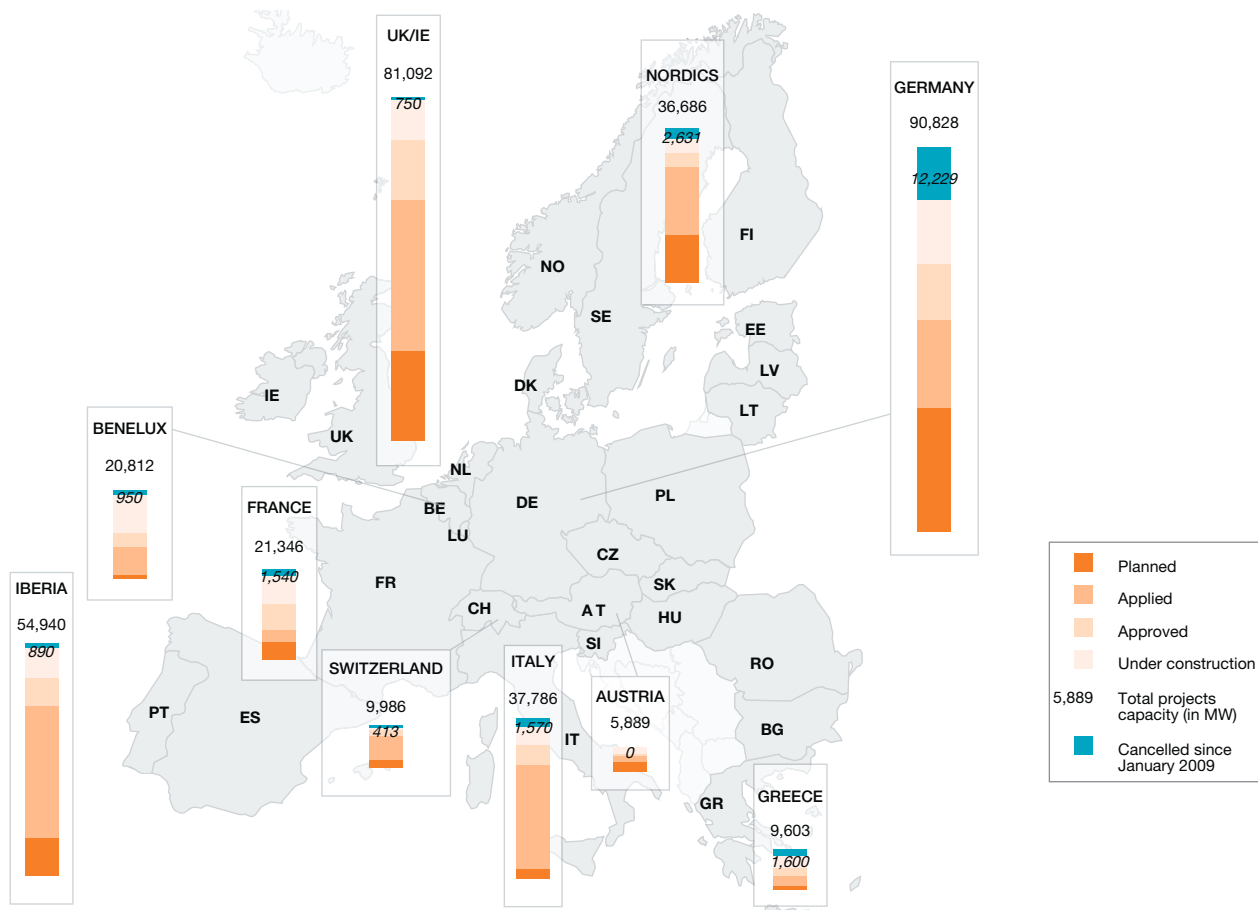 UK/IE
81,092
750
NORDICS
36,686
2,631
GERMANY
90,828
12,229
FI
NO
SE
EE
LV
LT
DK
IE
UK
BENELUX
20,812
950
NL
BE
LU
DE
PL
FRANCE
21,346
1,540
CZ
SK
FR
CH
AT
HU
SI
RO
IBERIA
54,940
890
SWITZERLAND
9,986
413
ITALY
37,786
1,570
AUSTRIA
5,889
0
PT
ES
IT
BG
GR
GREECE
9,603
1,600
Planned
Applied
Approved
Under construction
5,889 Total projects
capacity (in MW)
Cancelled since
January 2009